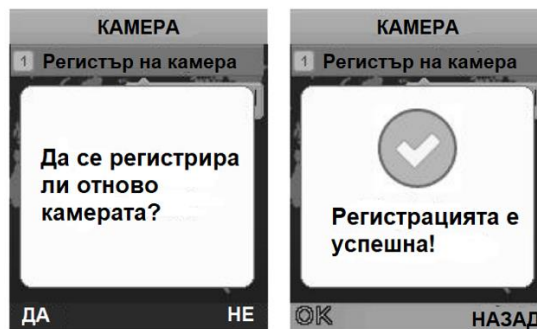 КАМЕРА
1 Регистър на камера
Да се регистрира
ли отново
камерата?
ДА НЕ
КАМЕРА
1 Регистър на камера
Регистрацията е
успешна!
OK НАЗАД